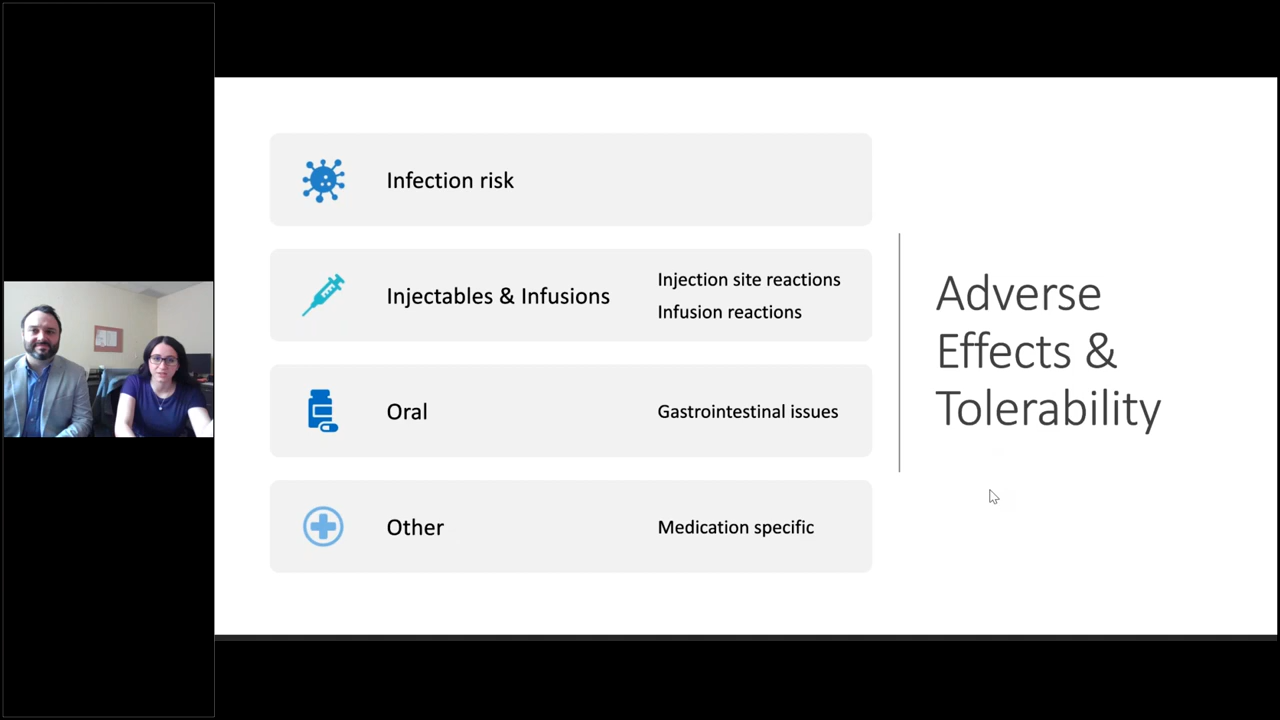 Infection risk
Injectables & Infusions
Injection site reactions
Infusion reactions
Oral
Gastrointestinal issues
Other
Medication specific
Adverse
Effects &
Tolerability